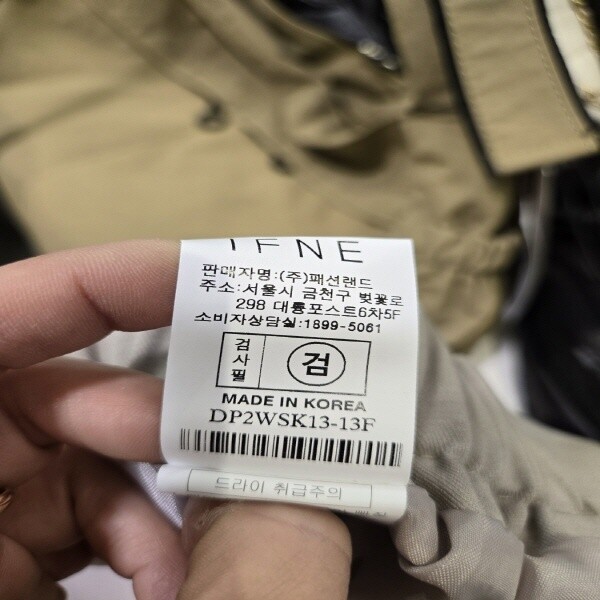 IFNE
판매자명:(주)패션랜드
주소:서울시 금천구 벚꽃로
298 대륭포스트6차5F
소비자상담실:1899-5061
검사필
검
MADE IN KOREA
DP2WSK13-13F
드라이 취급주의